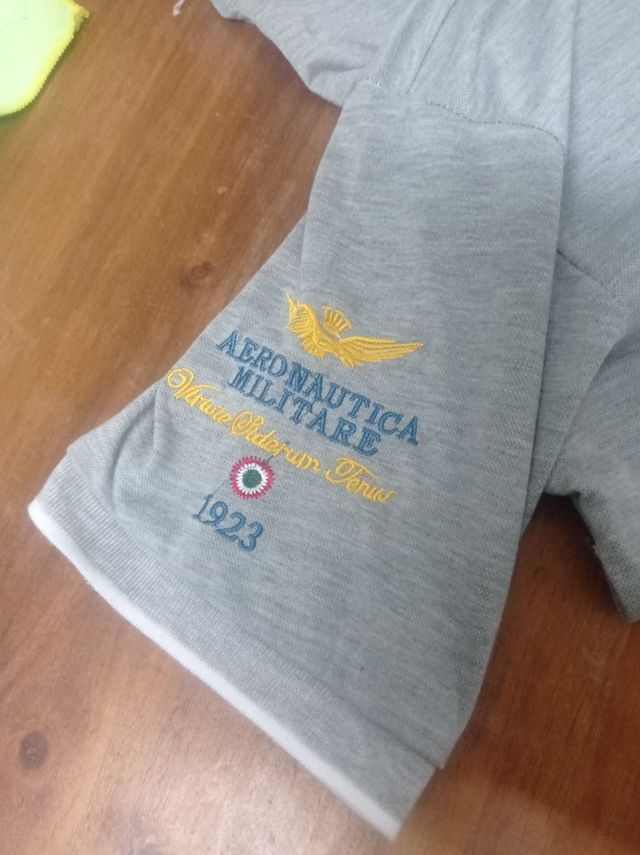 AERONAUTICA
MILITARE
Virtute Siderum Tenus
1923